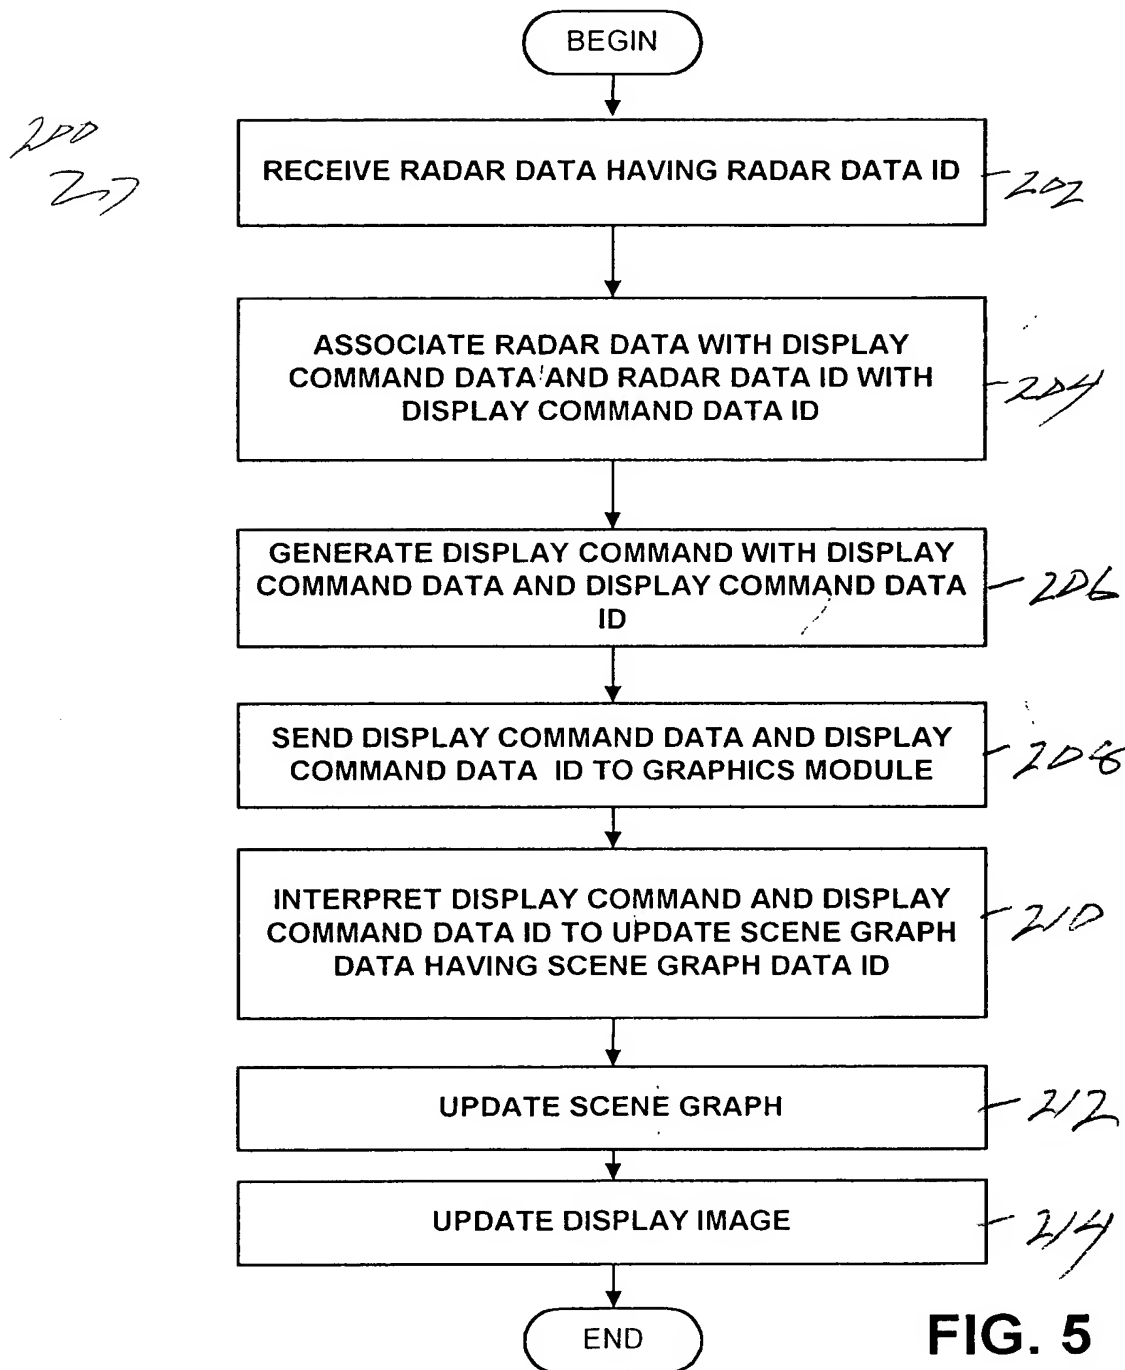 BEGIN
200
RECEIVE RADAR DATA HAVING RADAR DATA ID
202
ASSOCIATE RADAR DATA WITH DISPLAY
COMMAND DATA AND RADAR DATA ID WITH
DISPLAY COMMAND DATA ID
204
GENERATE DISPLAY COMMAND WITH DISPLAY
COMMAND DATA AND DISPLAY COMMAND DATA
ID
206
SEND DISPLAY COMMAND DATA AND DISPLAY
COMMAND DATA ID TO GRAPHICS MODULE
208
INTERPRET DISPLAY COMMAND AND DISPLAY
COMMAND DATA ID TO UPDATE SCENE GRAPH
DATA HAVING SCENE GRAPH DATA ID
210
UPDATE SCENE GRAPH
212
UPDATE DISPLAY IMAGE
214
END
FIG. 5